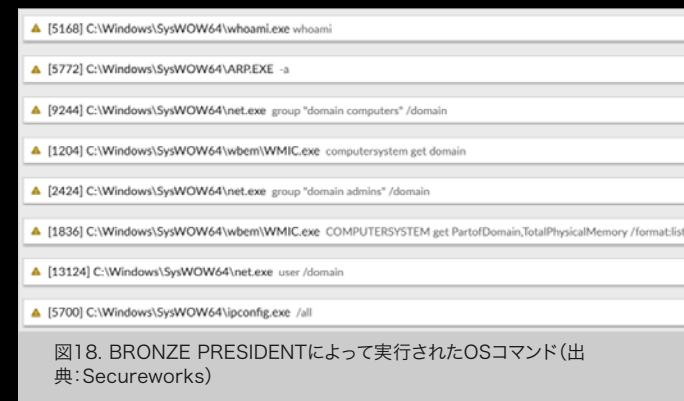 [5168] C:\Windows\SysWOW64\whoami.exe whoami
[5772] C:\Windows\SysWOW64\ARP.EXE -a
[9244] C:\Windows\SysWOW64\net.exe group "domain computers" /domain
[1204] C:\Windows\SysWOW64\wbem\WMIC.exe computersystem get domain
[2424] C:\Windows\SysWOW64\net.exe group "domain admins" /domain
[1836] C:\Windows\SysWOW64\wbem\WMIC.exe COMPUTERSYSTEM get PartofDomain,TotalPhysicalMemory /format:list
[13124] C:\Windows\SysWOW64\net.exe user /domain
[5700] C:\Windows\SysWOW64\ipconfig.exe /all
図18. BRONZE PRESIDENTによって実行されたOSコマンド（出
典：Secureworks）